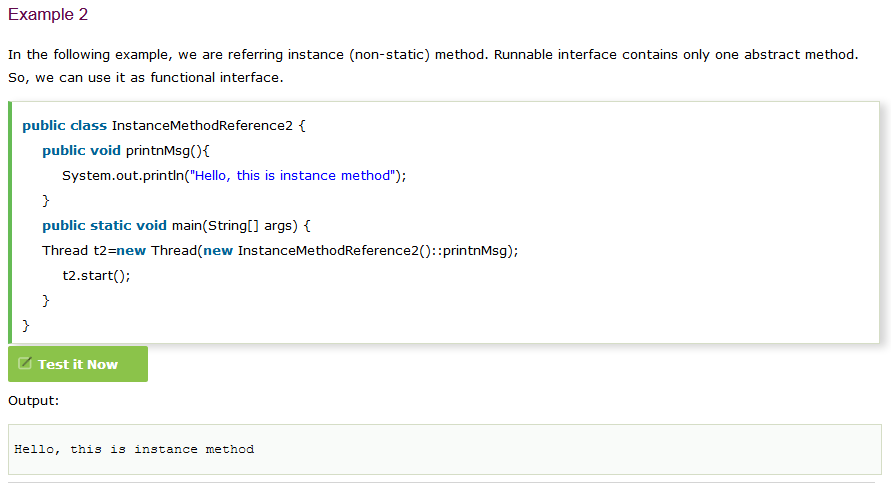 Example 2
In the following example, we are referring instance (non-static) method. Runnable interface contains only one abstract method.
So, we can use it as functional interface.
public class InstanceMethodReference2 {
public void printnMsg(){
System.out.println("Hello, this is instance method");
}
public static void main(String[] args) {
Thread t2=new Thread(new InstanceMethodReference2()::printnMsg);
t2.start();
}
}
Test it Now
Output:
Hello, this is instance method